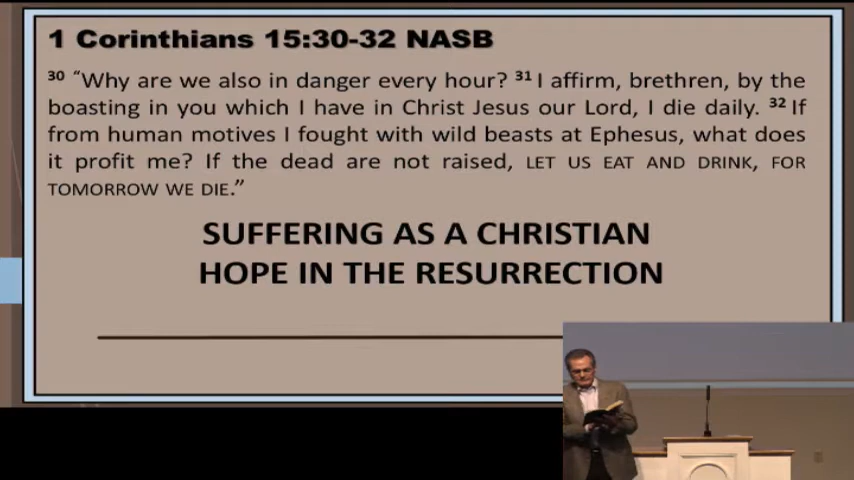 1 Corinthians 15:30-32 NASB
30 “Why are we also in danger every hour? 31 I affirm, brethren, by the
boasting in you which I have in Christ Jesus our Lord, I die daily. 32 If
from human motives I fought with wild beasts at Ephesus, what does
it profit me? If the dead are not raised, LET US EAT AND DRINK, FOR
TOMORROW WE DIE.”
SUFFERING AS A CHRISTIAN
HOPE IN THE RESURRECTION